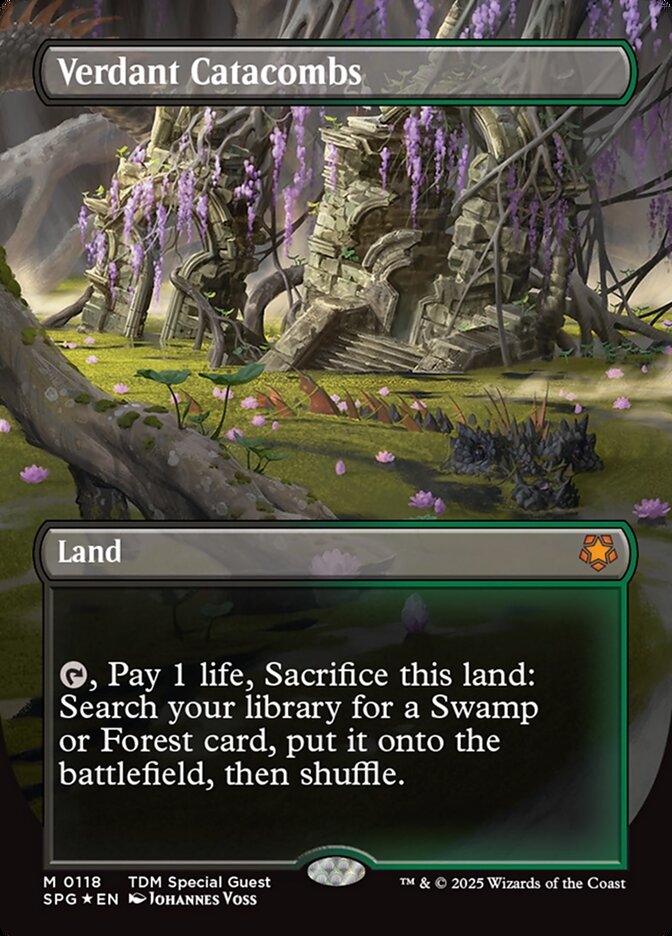 Verdant Catacombs
Land
, Pay 1 life, Sacrifice this land:
Search your library for a Swamp
or Forest card, put it onto the
battlefield, then shuffle.
M 0118 TDM Special Guest
SPG ★ EN Johannes Voss
™ & © 2025 Wizards of the Coast